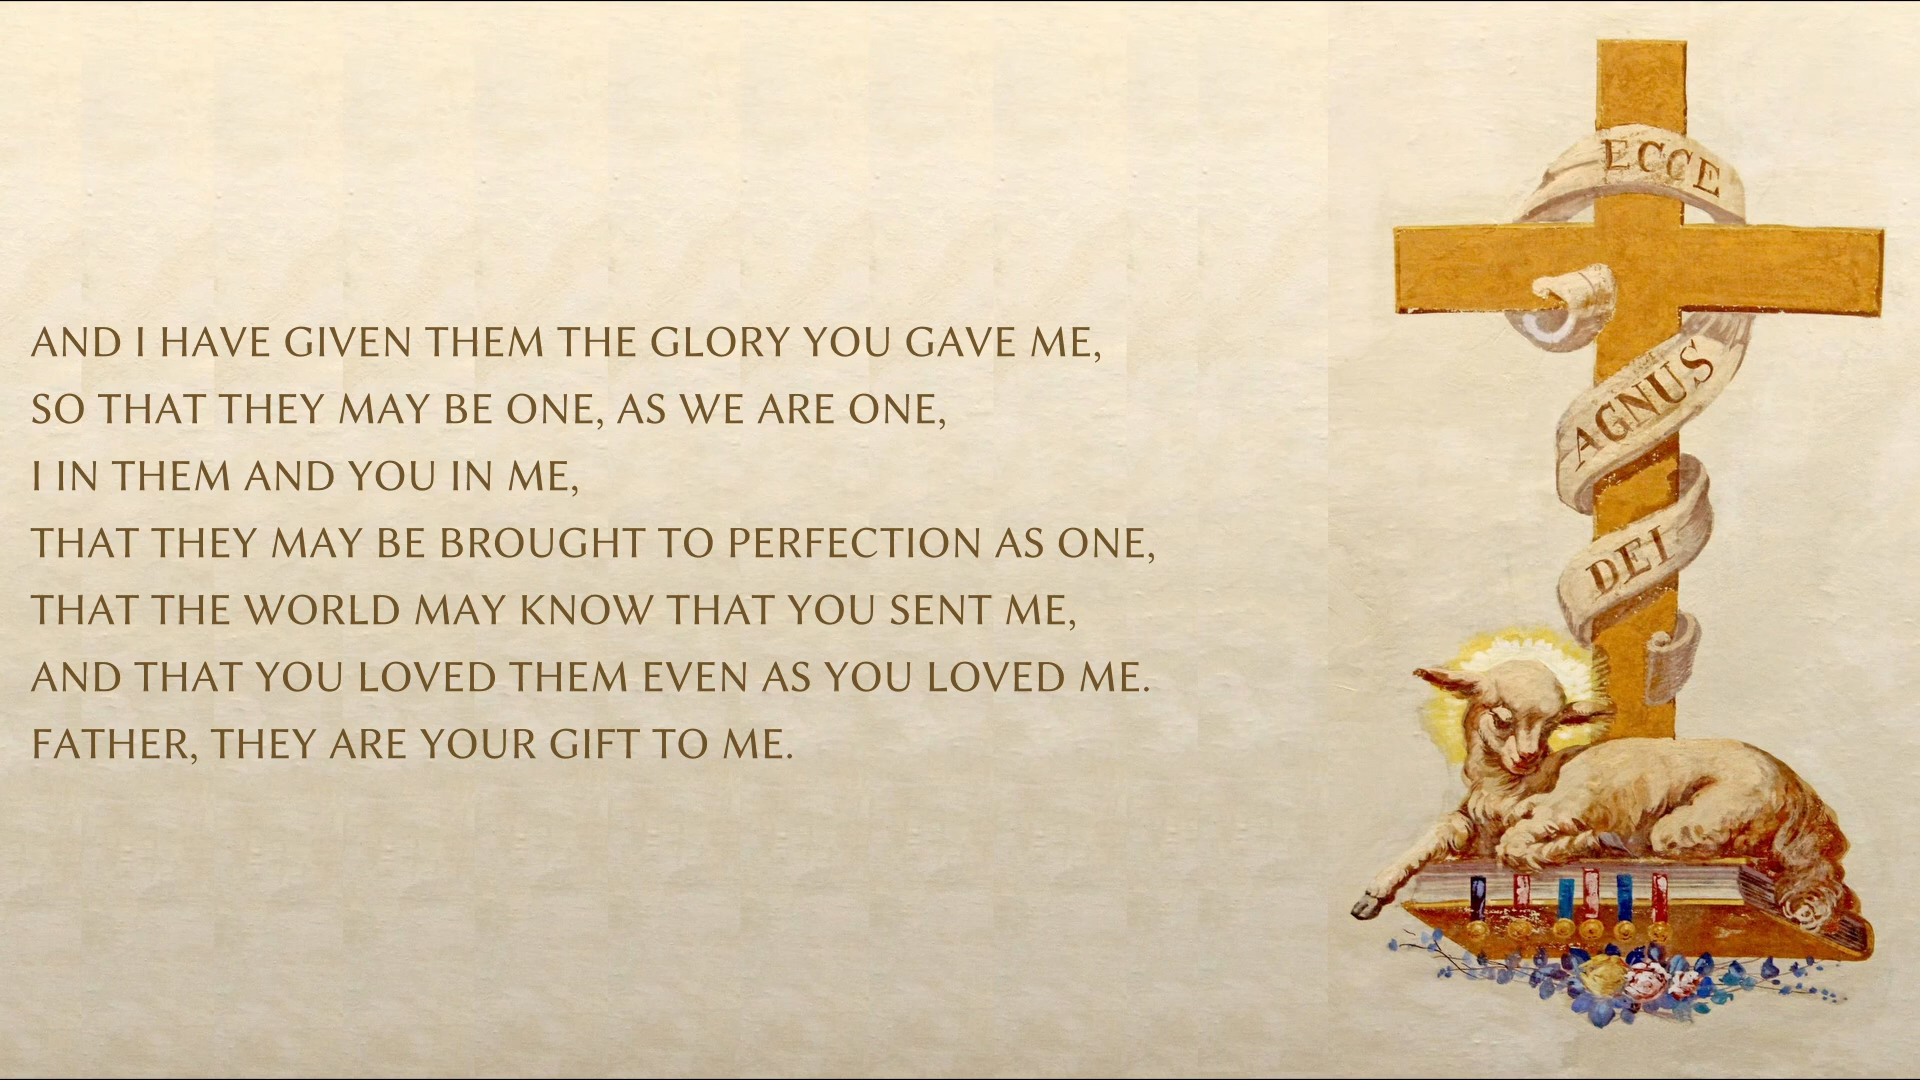 AND I HAVE GIVEN THEM THE GLORY YOU GAVE ME,
SO THAT THEY MAY BE ONE, AS WE ARE ONE,
I IN THEM AND YOU IN ME,
THAT THEY MAY BE BROUGHT TO PERFECTION AS ONE,
THAT THE WORLD MAY KNOW THAT YOU SENT ME,
AND THAT YOU LOVED THEM EVEN AS YOU LOVED ME.
FATHER, THEY ARE YOUR GIFT TO ME.
ECCE
AGNUS
DEI